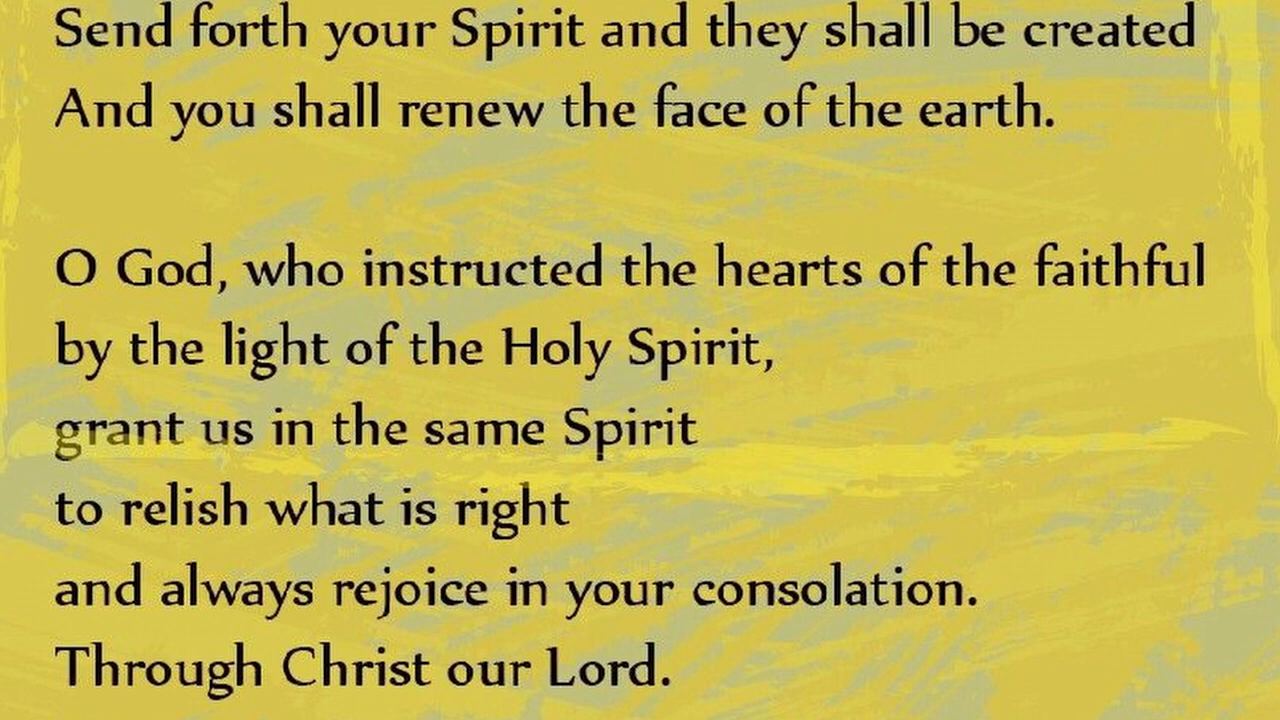 Send forth your Spirit and they shall be created
And you shall renew the face of the earth.
O God, who instructed the hearts of the faithful
by the light of the Holy Spirit,
grant us in the same Spirit
to relish what is right
and always rejoice in your consolation.
Through Christ our Lord.